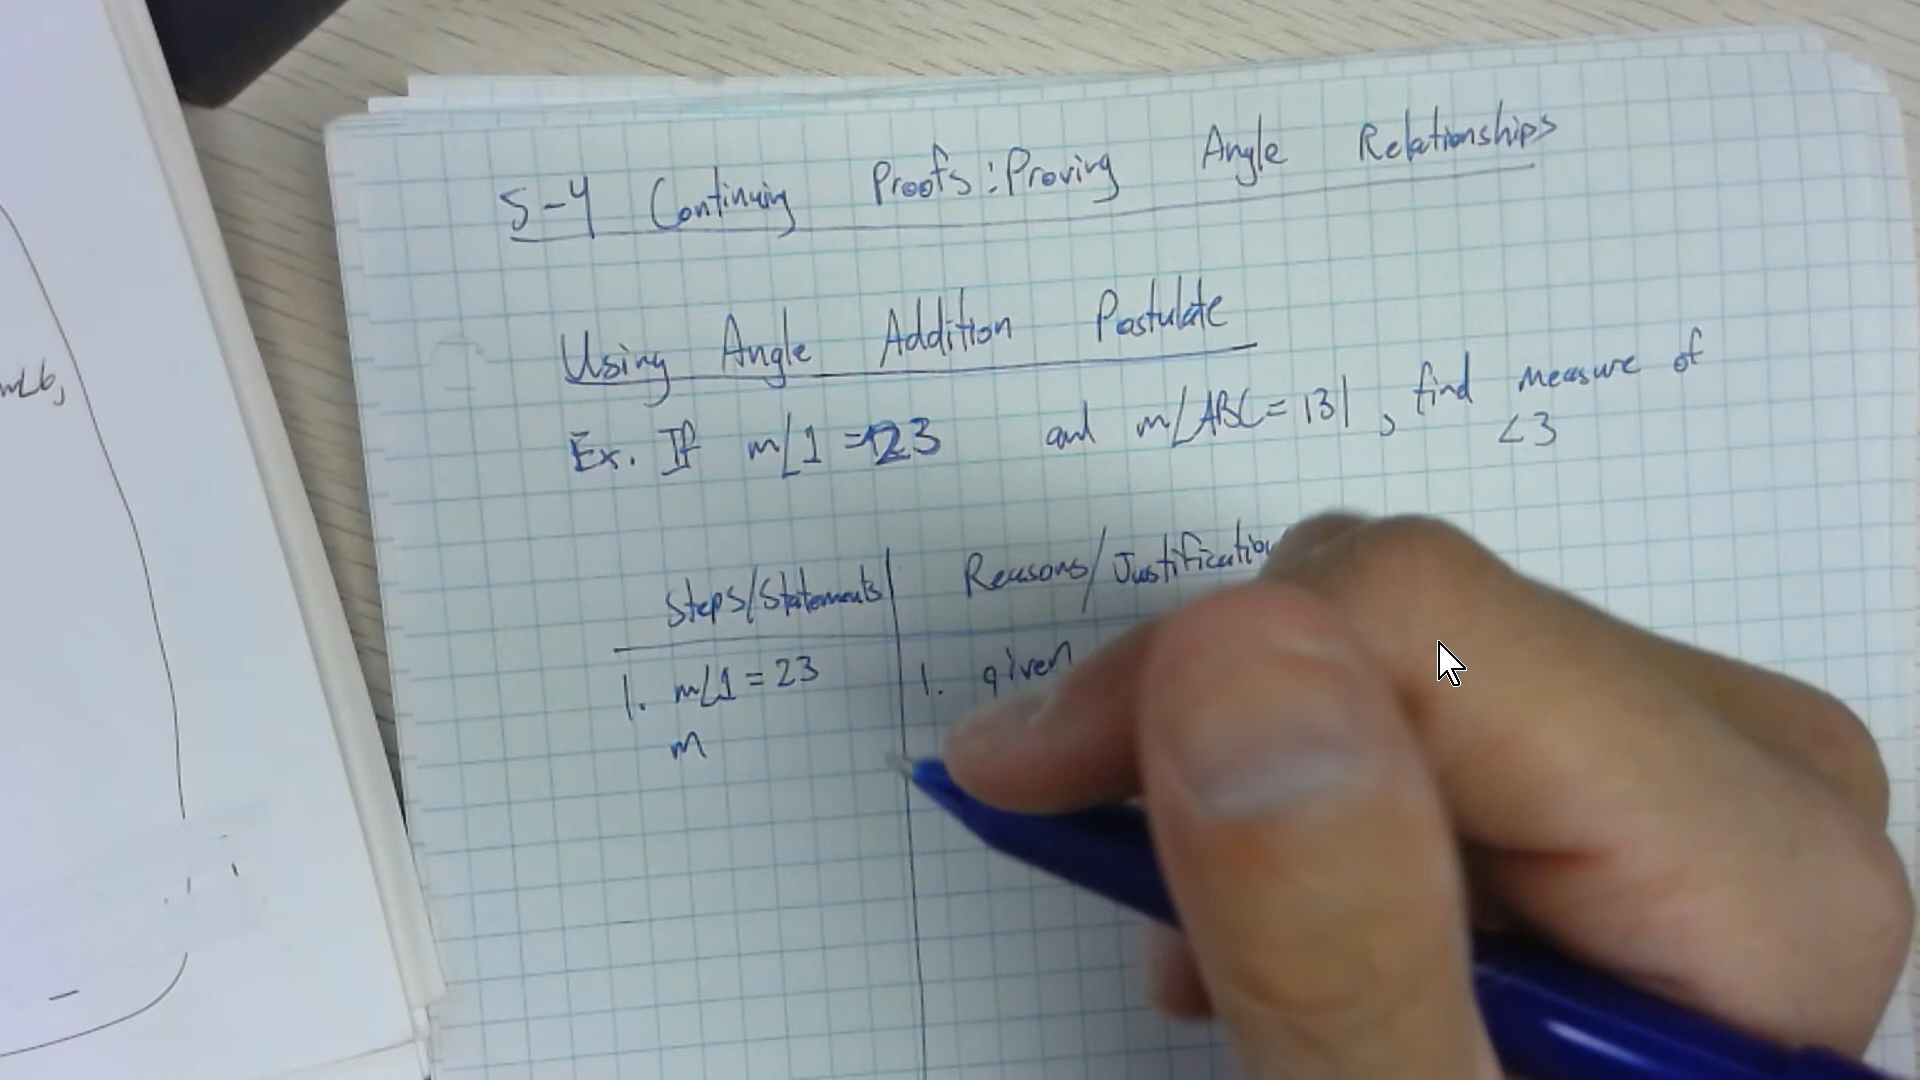 m∠6,
5-4 Continuing Proofs: Proving Angle Relationships
Using Angle Addition Postulate
Ex. If m∠1 = 23 and m∠ABC = 131, find measure of
<3
Steps/Statements Reasons/Justification
1. m∠1 = 23 1. given
m